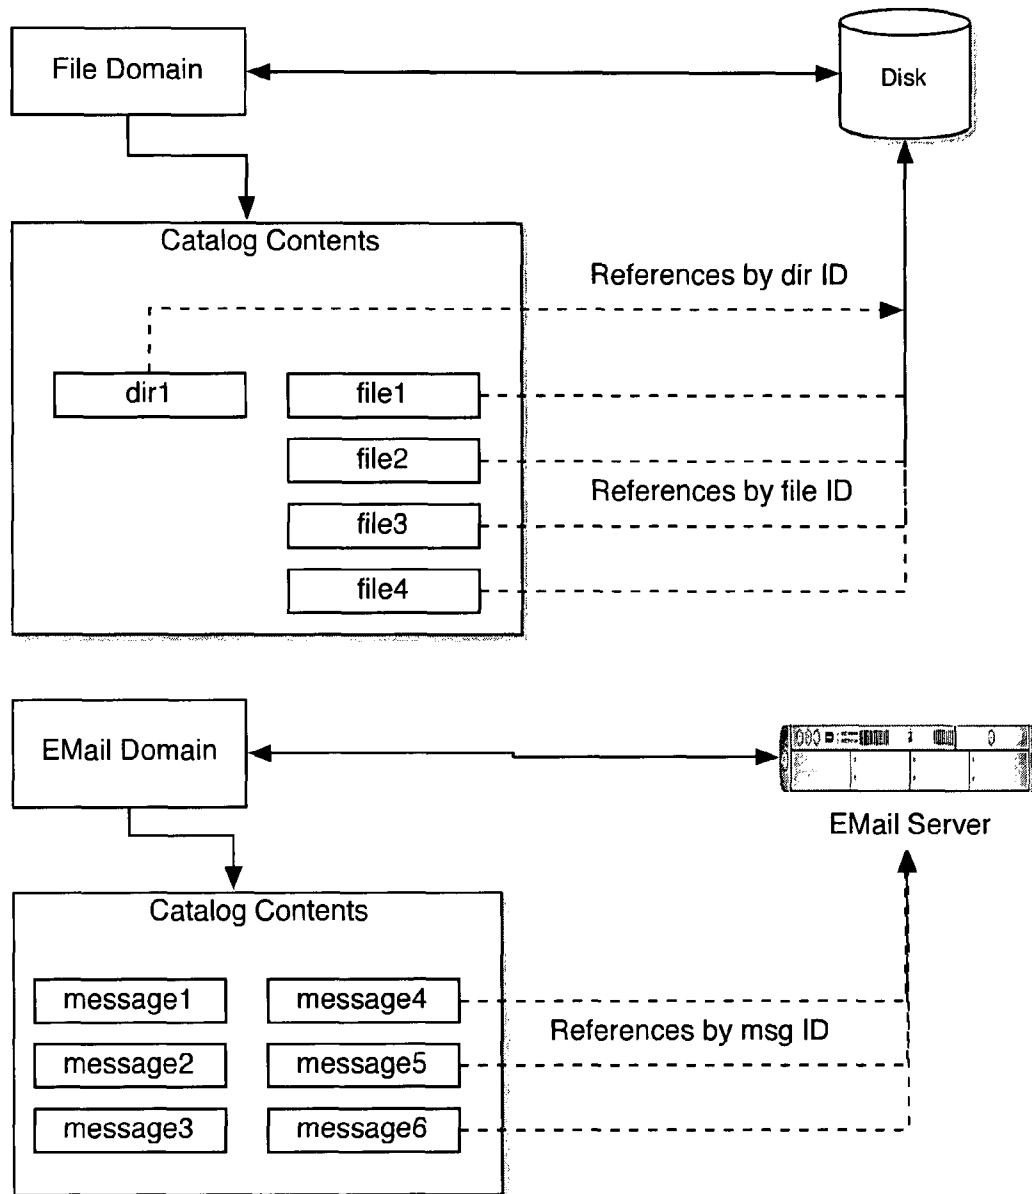 File Domain
Disk
Catalog Contents
References by dir ID
dir1
file1
file2
References by file ID
file3
file4
EMail Domain
EMail Server
Catalog Contents
message1
message4
References by msg ID
message2
message5
message3
message6